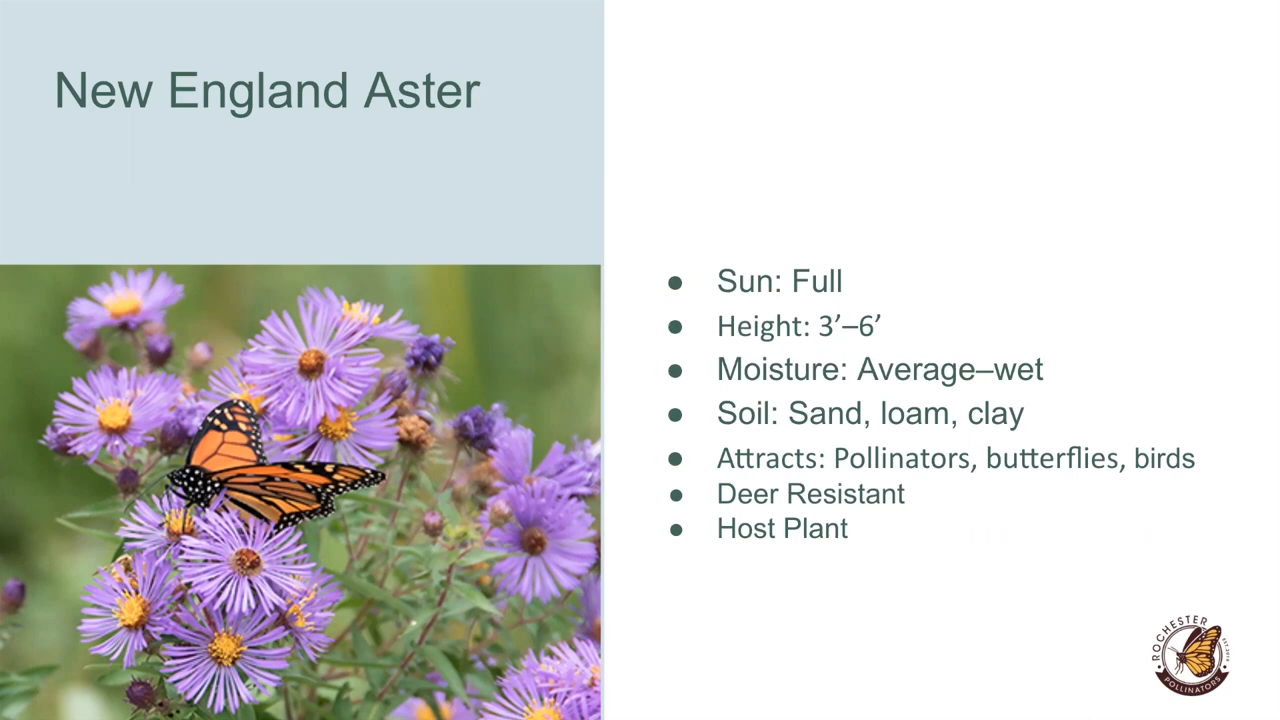 New England Aster
● Sun: Full
● Height: 3’–6’
● Moisture: Average–wet
● Soil: Sand, loam, clay
● Attracts: Pollinators, butterflies, birds
● Deer Resistant
● Host Plant
ROCHESTER
POLLINATORS